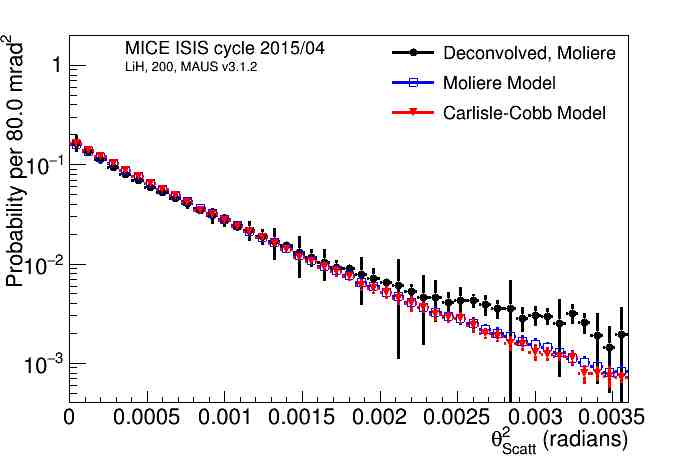 MICE ISIS cycle 2015/04
LiH, 200, MAUS v3.1.2
Deconvolved, Moliere
Moliere Model
Carlisle-Cobb Model
Probability per 80.0 mrad²
1
10⁻¹
10⁻²
10⁻³
0 0.0005 0.001 0.0015 0.002 0.0025 0.003 0.0035
θ²Scatt (radians)